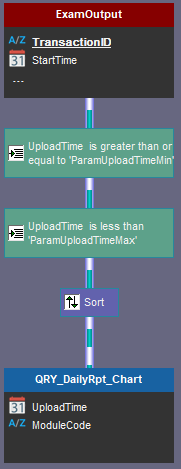 ExamOutput
A/Z TransactionID
31 StartTime
---
UploadTime is greater than or
equal to 'ParamUploadTimeMin'
UploadTime is less than
'ParamUploadTimeMax'
Sort
QRY_DailyRpt_Chart
31 UploadTime
A/Z ModuleCode